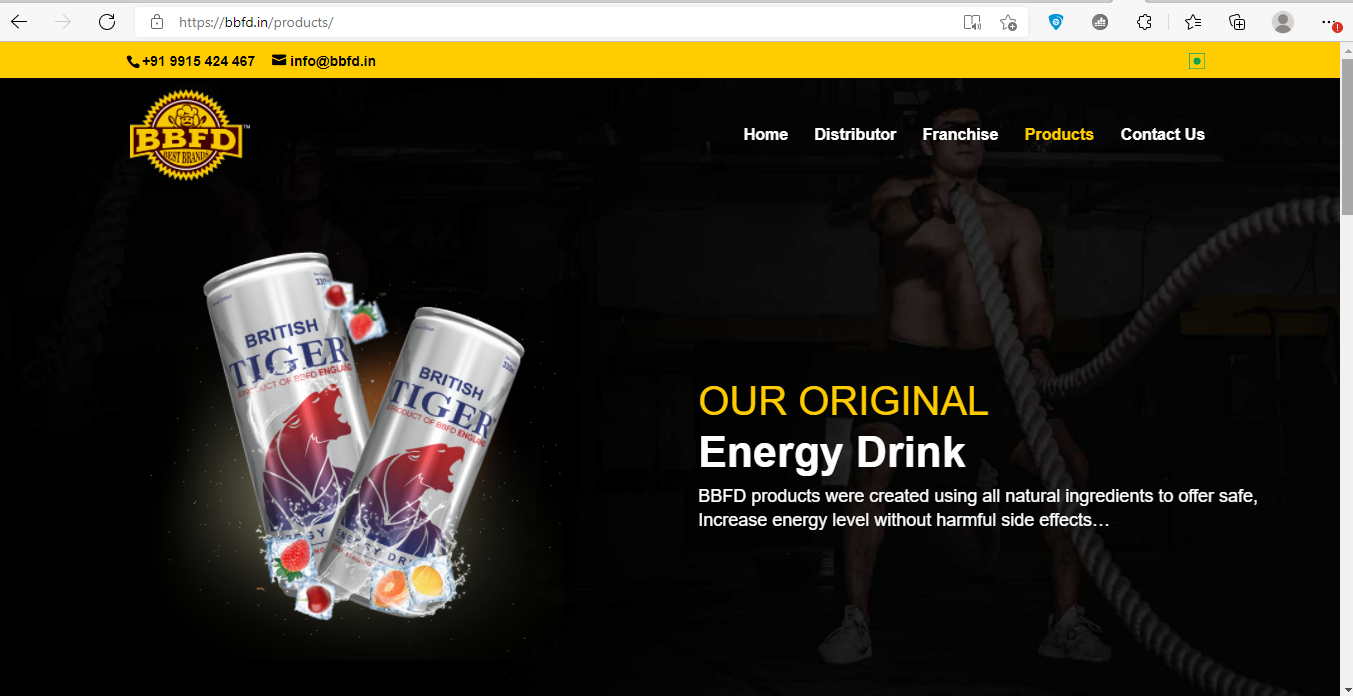 https://bbfd.in/products/
+91 9915 424 467 info@bbfd.in
BBFD TM
BEST BRANDS
Home Distributor Franchise Products Contact Us
BRITISH
TIGER
PRODUCT OF BBFD ENGLAND
BRITISH
TIGER
PRODUCT OF BBFD ENGLAND
ENERGY DRI
OUR ORIGINAL
Energy Drink
BBFD products were created using all natural ingredients to offer safe,
Increase energy level without harmful side effects…